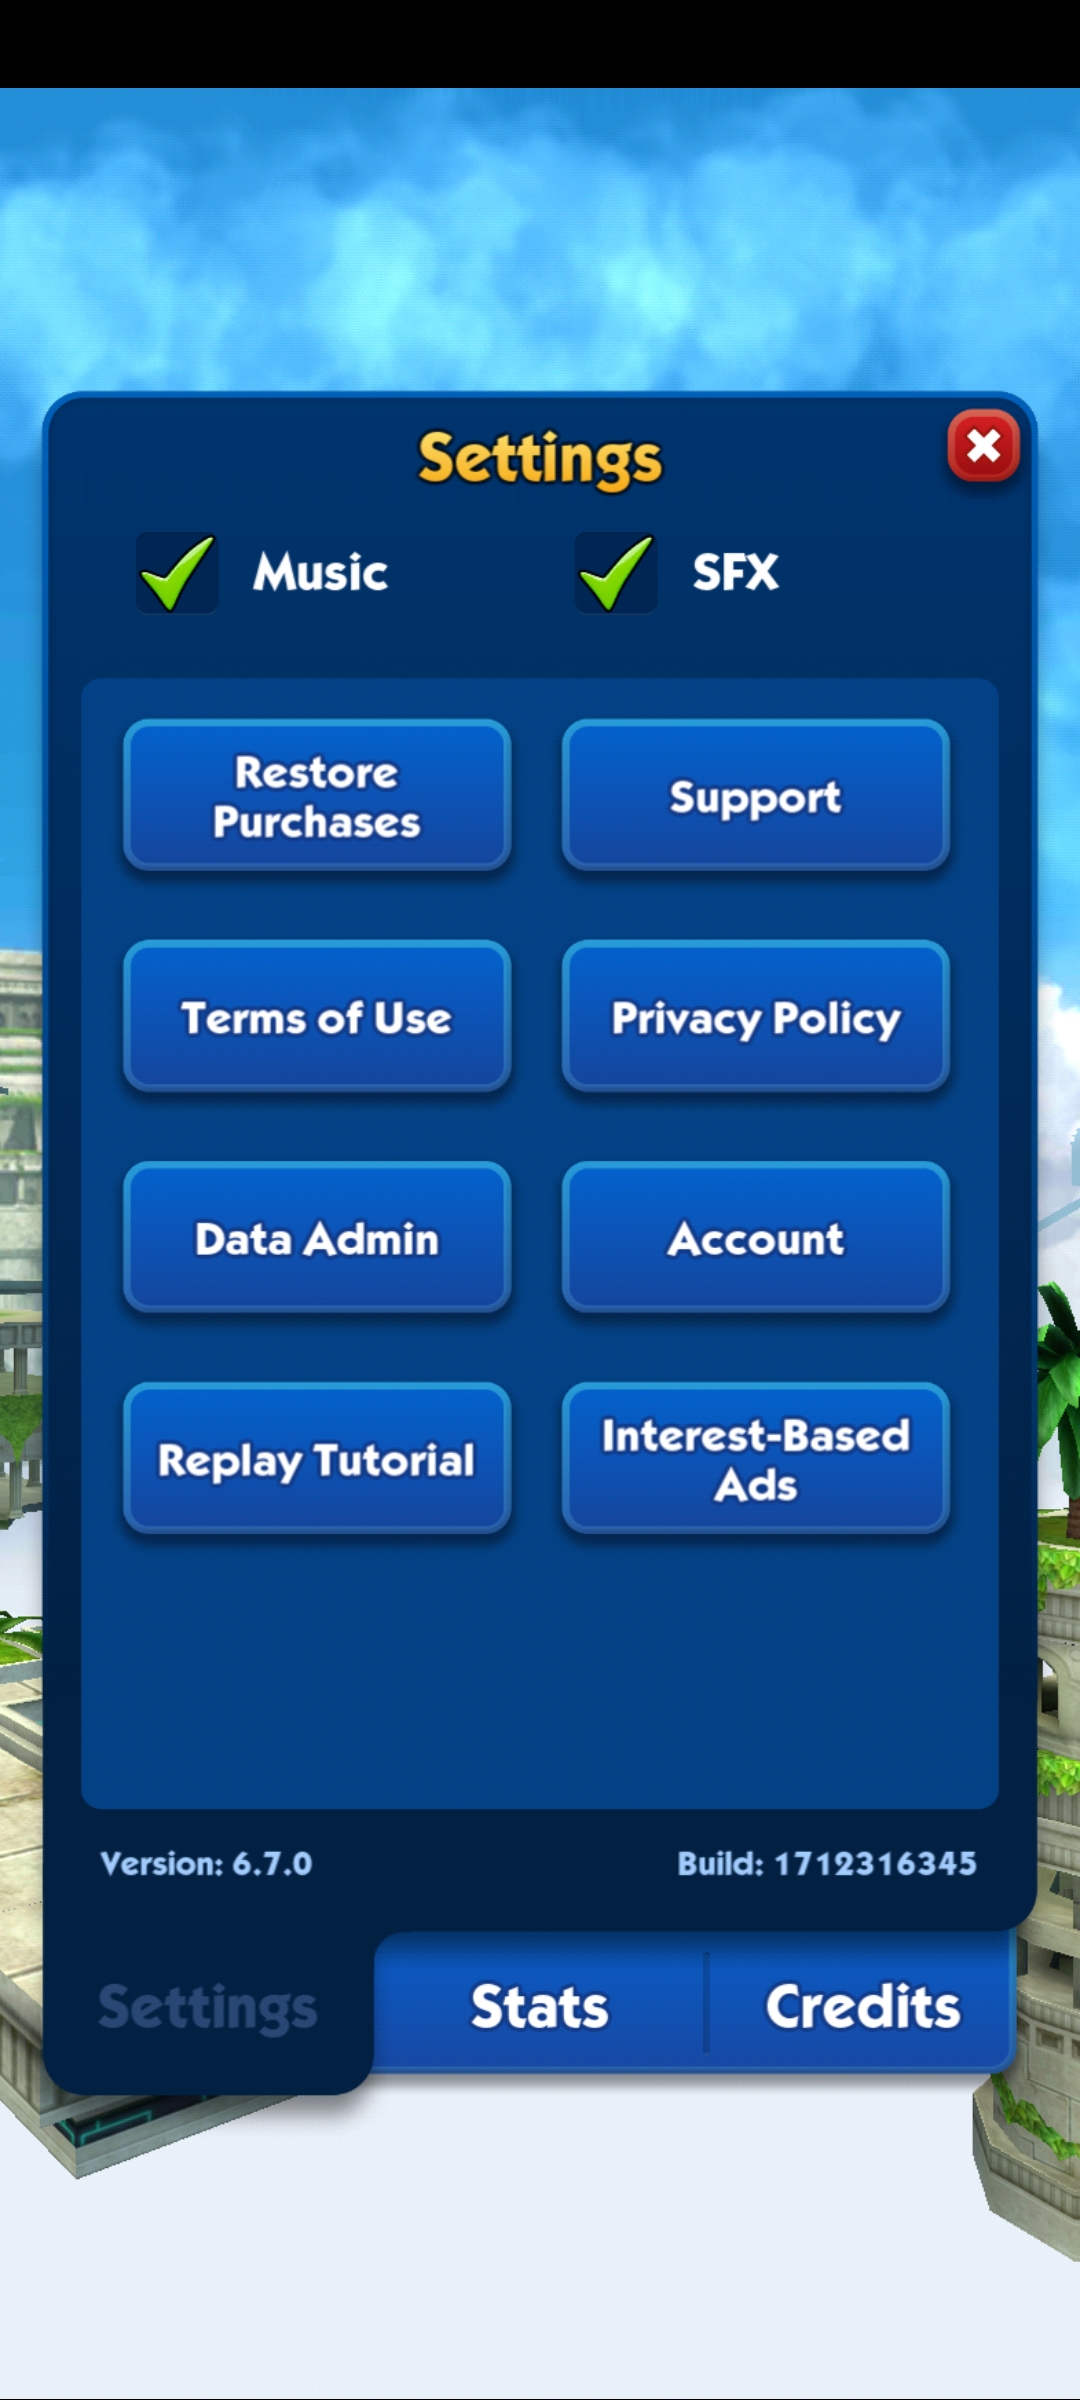 Settings
Music
SFX
Restore
Purchases
Support
Terms of Use
Privacy Policy
Data Admin
Account
Replay Tutorial
Interest-Based
Ads
Version: 6.7.0
Build: 1712316345
Settings
Stats
Credits